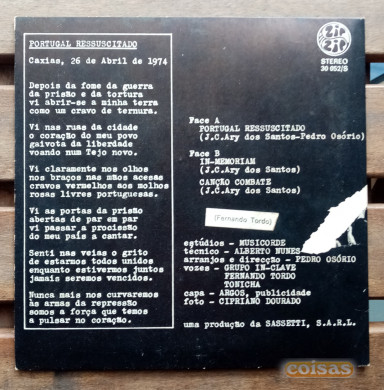 PORTUGAL RESSUSCITADO
Caxias, 26 de Abril de 1974
Depois da fome da guerra
da prisão e da tortura
vi abrir-se a minha terra
como um cravo de ternura.
Vi nas ruas da cidade
o coração do meu povo
gaivota da liberdade
voando num Tejo novo.
Vi claramente nos olhos
nos braços nas mãos acesas
cravos vermelhos aos molhos
rosas livres portuguesas.
Vi as portas da prisão
abertas de par em par
vi passar a procissão
do meu país a cantar.
Senti nas veias o grito
de estarmos todos unidos
enquanto estivermos juntos
jamais seremos vencidos.
Nunca mais nos curvaremos
às armas da repressão
somos a força que temos
a pulsar no coração.
zip
zip
STEREO
30 052/S
Face A
PORTUGAL RESSUSCITADO
(J.C.Ary dos Santos-Pedro Osório)
Face B
IN-MEMORIAM
(J.C.Ary dos Santos)
CANÇÃO COMBATE
(J.C.Ary dos Santos)
(Fernando Tordo)
estúdios - MUSICORDE
técnico - ALBERTO NUNES
arranjos e direcção - PEDRO OSÓRIO
vozes - GRUPO IN-CLAVE
FERNANDO TORDO
TONICHA
capa - ARGOS, publicidade
foto - CIPRIANO DOURADO
uma produção da SASSETTI, S.A.R.L.
coisas